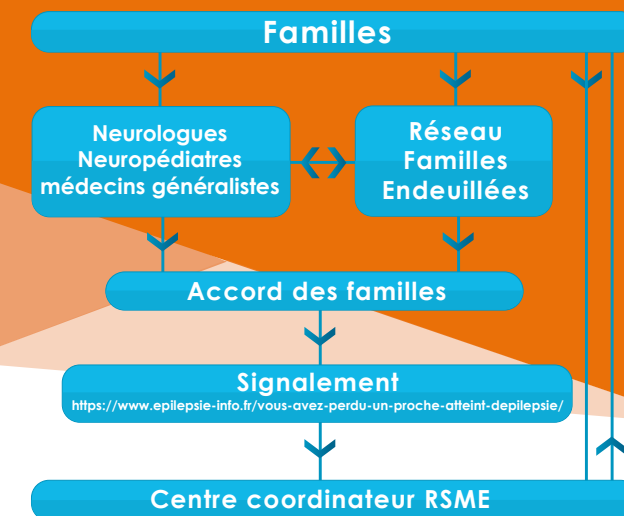 Familles
Neurologues
Neuropédiatres
médecins généralistes
Réseau
Familles
Endeuillées
Accord des familles
Signalement
https://www.epilepsie-info.fr/vous-avez-perdu-un-proche-atteint-depilepsie/
Centre coordinateur RSME